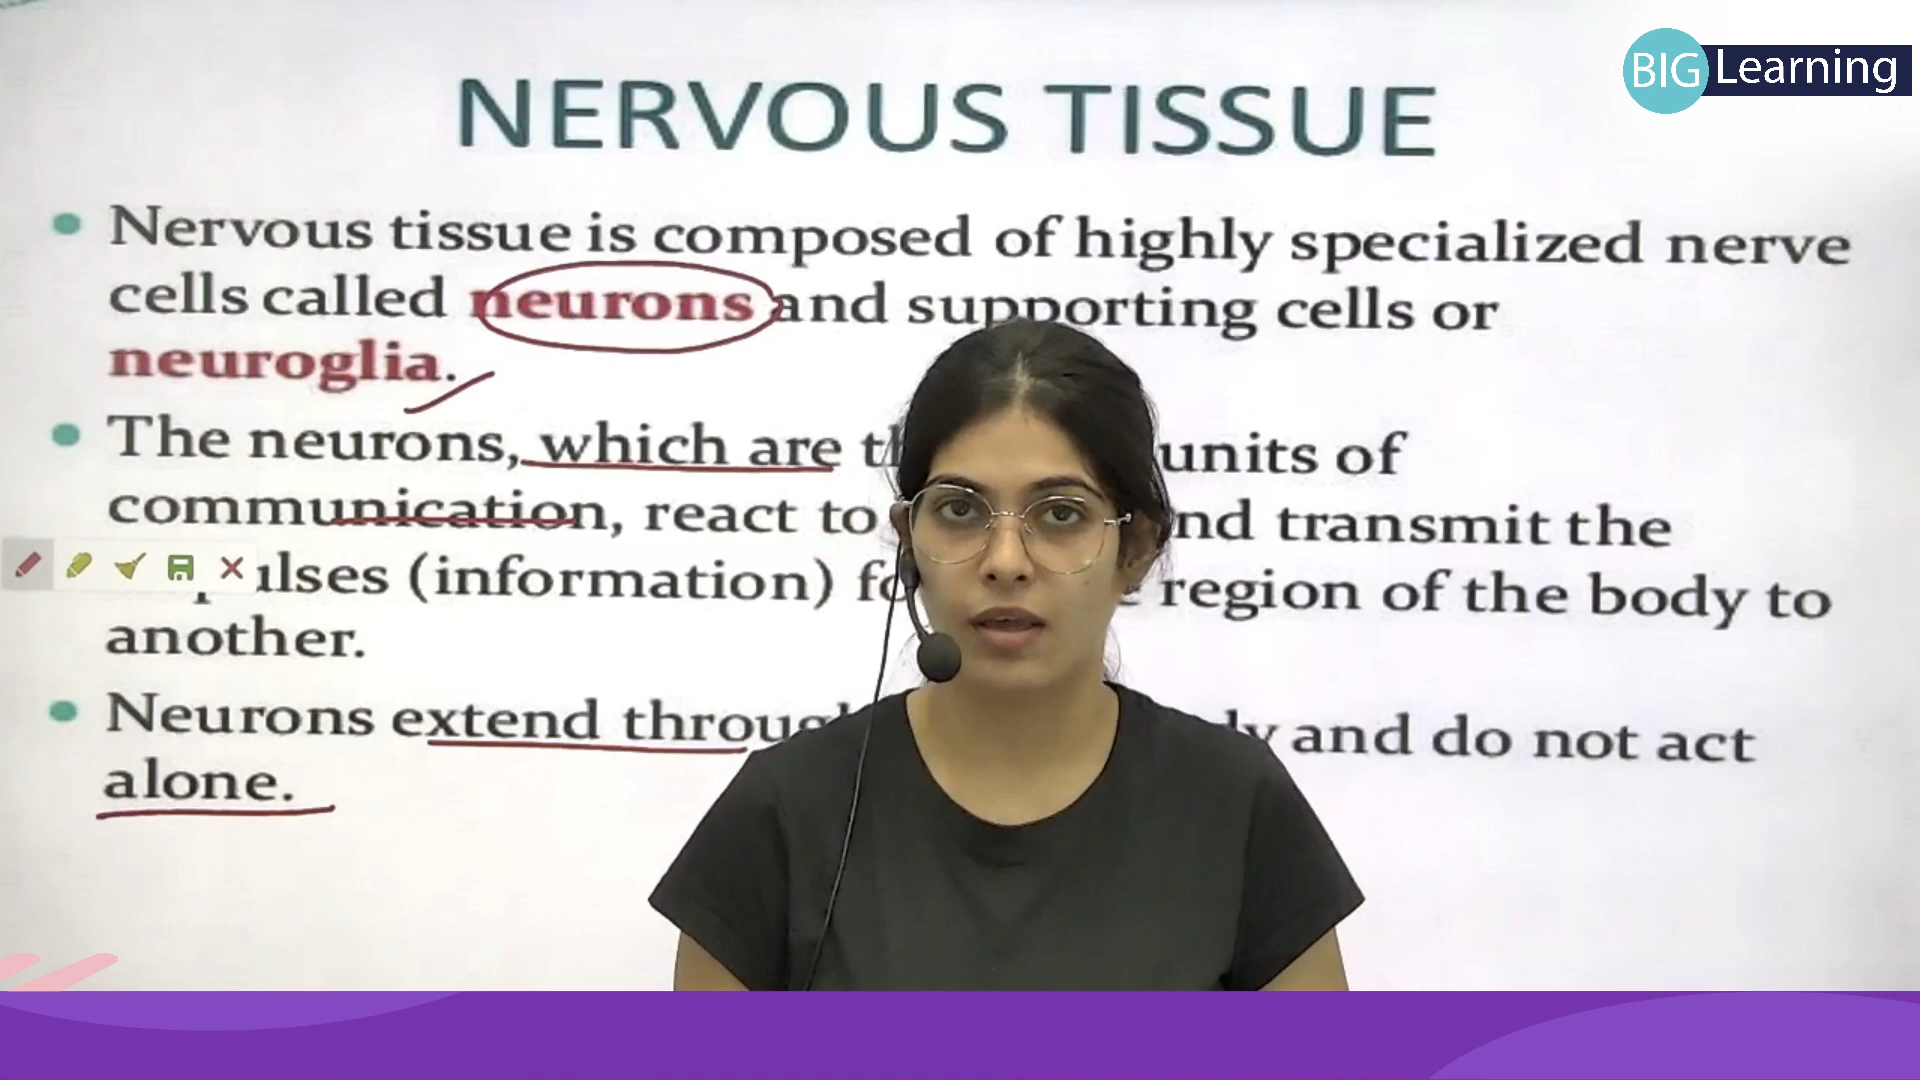 BIG Learning
NERVOUS TISSUE
Nervous tissue is composed of highly specialized nerve
cells called neurons and supporting cells or
neuroglia.
The neurons, which are units of
communication, react to transmit the
(information) region of the body to
another.
Neurons extend and do not act
alone.